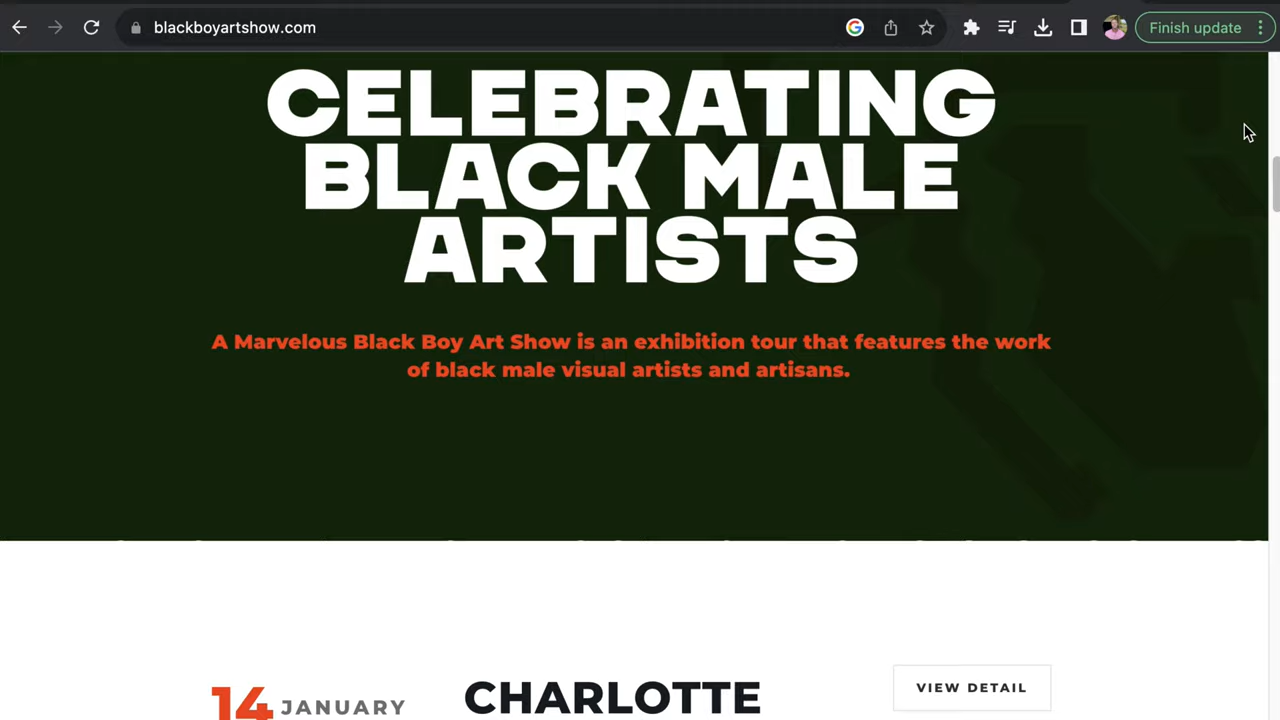 blackboyartshow.com
Finish update
CELEBRATING
BLACK MALE
ARTISTS
A Marvelous Black Boy Art Show is an exhibition tour that features the work
of black male visual artists and artisans.
14 JANUARY
CHARLOTTE
VIEW DETAIL